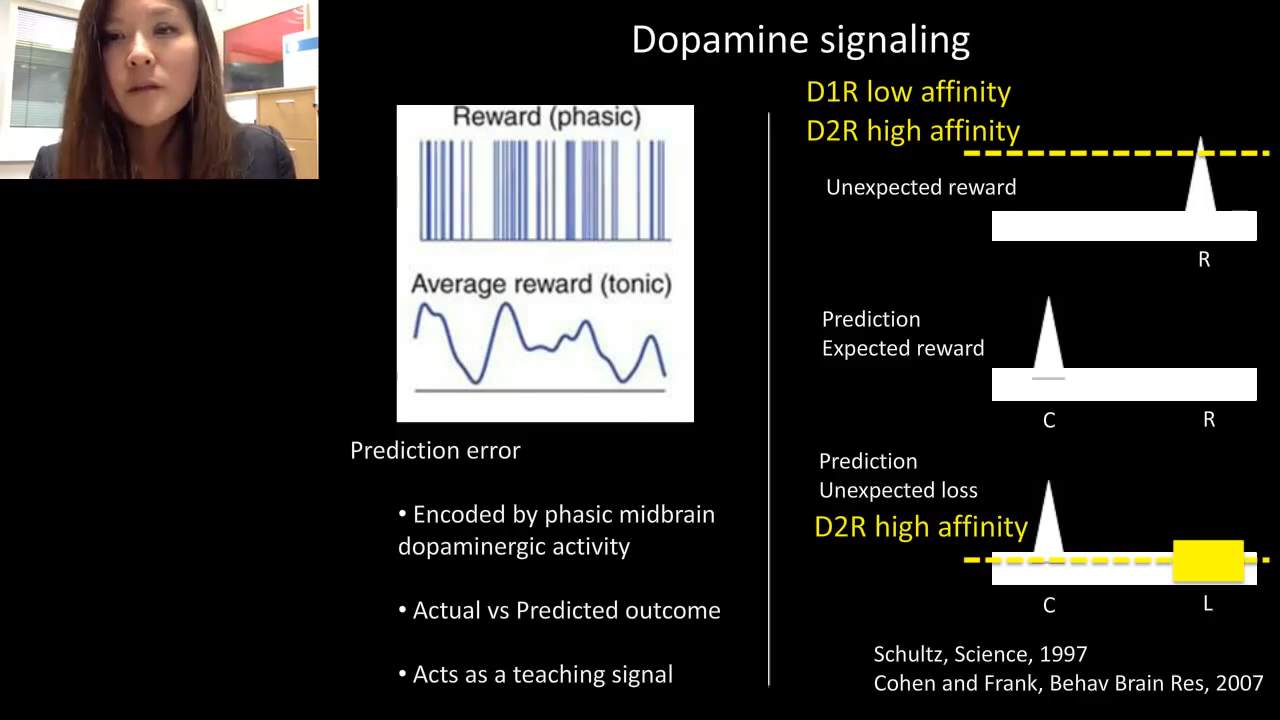 Dopamine signaling
Reward (phasic)
Average reward (tonic)
Prediction error
• Encoded by phasic midbrain
dopaminergic activity
• Actual vs Predicted outcome
• Acts as a teaching signal
D1R low affinity
D2R high affinity
Unexpected reward
R
Prediction
Expected reward
C R
Prediction
Unexpected loss
D2R high affinity
C L
Schultz, Science, 1997
Cohen and Frank, Behav Brain Res, 2007